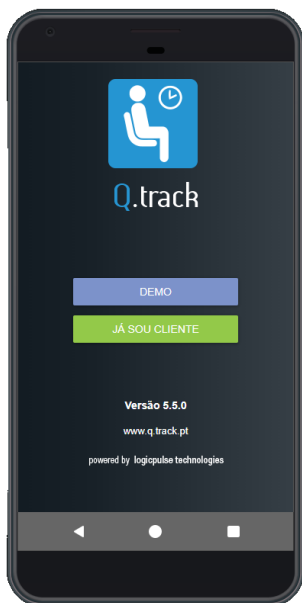 Q.track
DEMO
JÁ SOU CLIENTE
Versão 5.5.0
www.q.track.pt
powered by logicpulse technologies